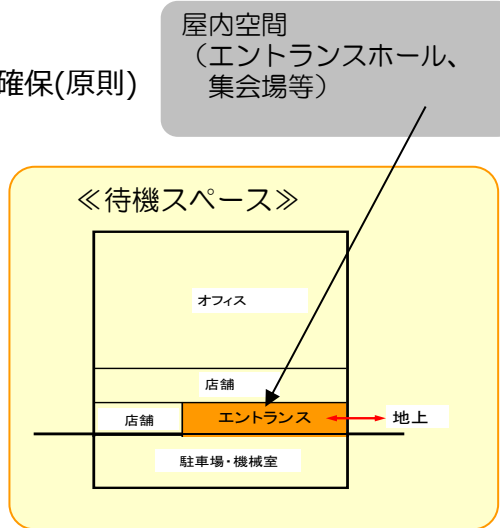 屋内空間
（エントランスホール、
集会場等）
確保(原則)
≪待機スペース≫
オフィス
店舗
店舗
エントランス
地上
駐車場・機械室